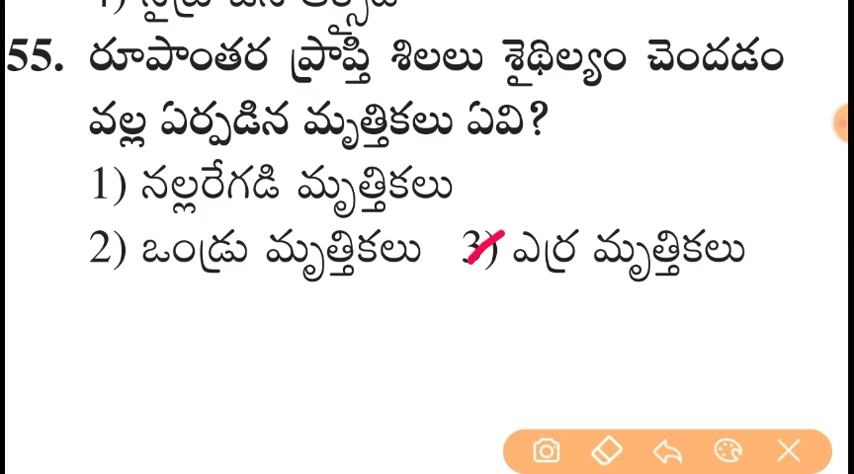 55. రూపాంతర ప్రాప్తి శిలలు శైథిల్యం చెందడం
వల్ల ఏర్పడిన మృత్తికలు ఏవి?
1) నల్లరేగడి మృత్తికలు
2) ఒండ్రు మృత్తికలు 3) ఎర్ర మృత్తికలు